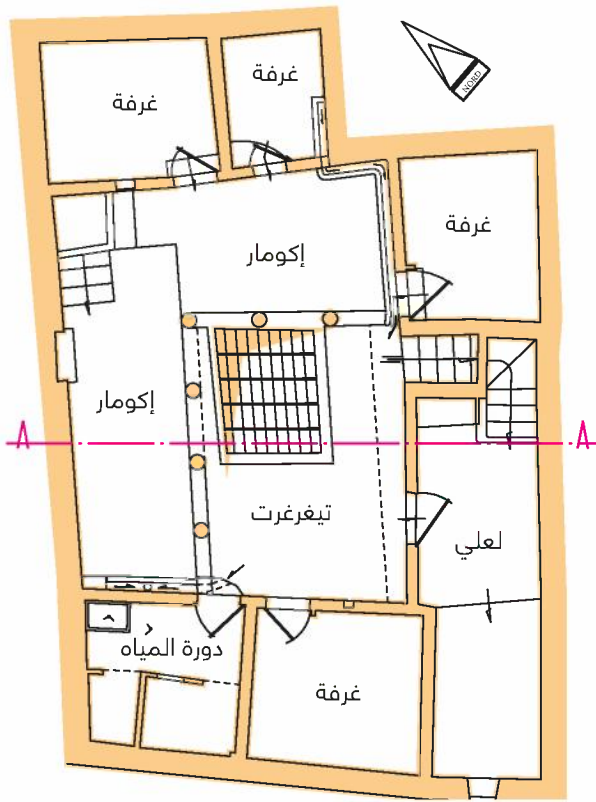 غرفة
غرفة
NORD
غرفة
إكومار
إكومار
A
A
تيغرغرت
لعلي
دورة المياه
غرفة